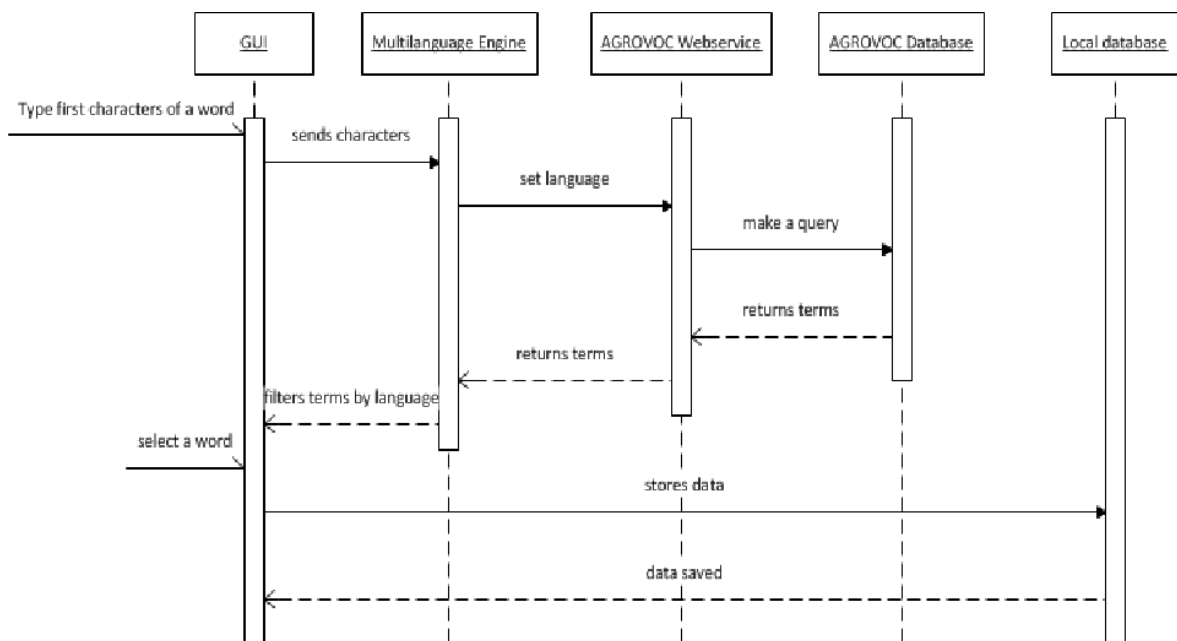 GUI
Multilanguage Engine
AGROVOC Webservice
AGROVOC Database
Local database
Type first characters of a word
sends characters
set language
make a query
returns terms
returns terms
filters terms by language
select a word
stores data
data saved